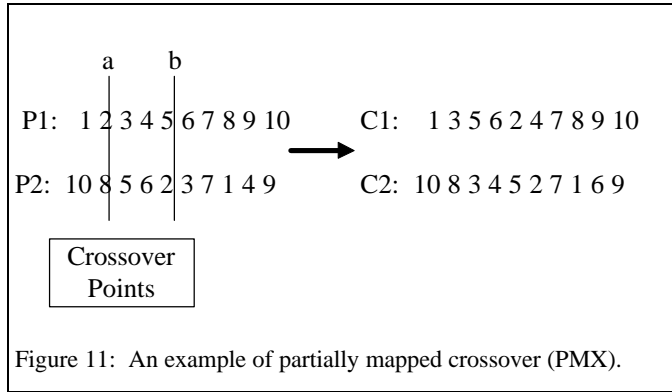 a b
P1: 1 2 3 4 5 6 7 8 9 10 C1: 1 3 5 6 2 4 7 8 9 10
P2: 10 8 5 6 2 3 7 1 4 9 C2: 10 8 3 4 5 2 7 1 6 9
Crossover
Points
Figure 11: An example of partially mapped crossover (PMX).